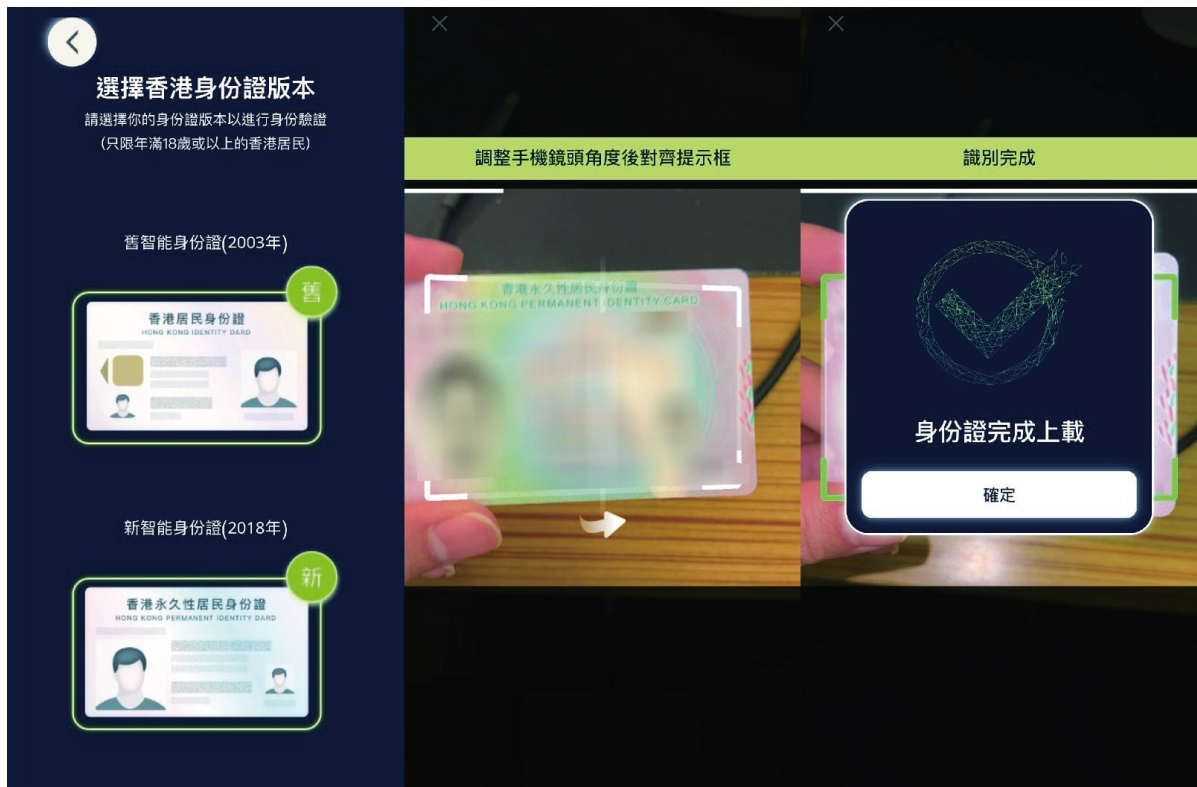 選擇香港身份證版本
請選擇你的身份證版本以進行身份驗證
(只限年滿18歲或以上的香港居民)
舊智能身份證(2003年)
舊
香港居民身份證
HONG KONG IDENTITY DARD
新智能身份證(2018年)
新
香港永久性居民身份證
HONG KONG PERMANENT IDENTITY DARD
調整手機鏡頭角度後對齊提示框
香港永久性居民身份證
HONG KONG PERMANENT IDENTITY CARD
識別完成
身份證完成上載
確定